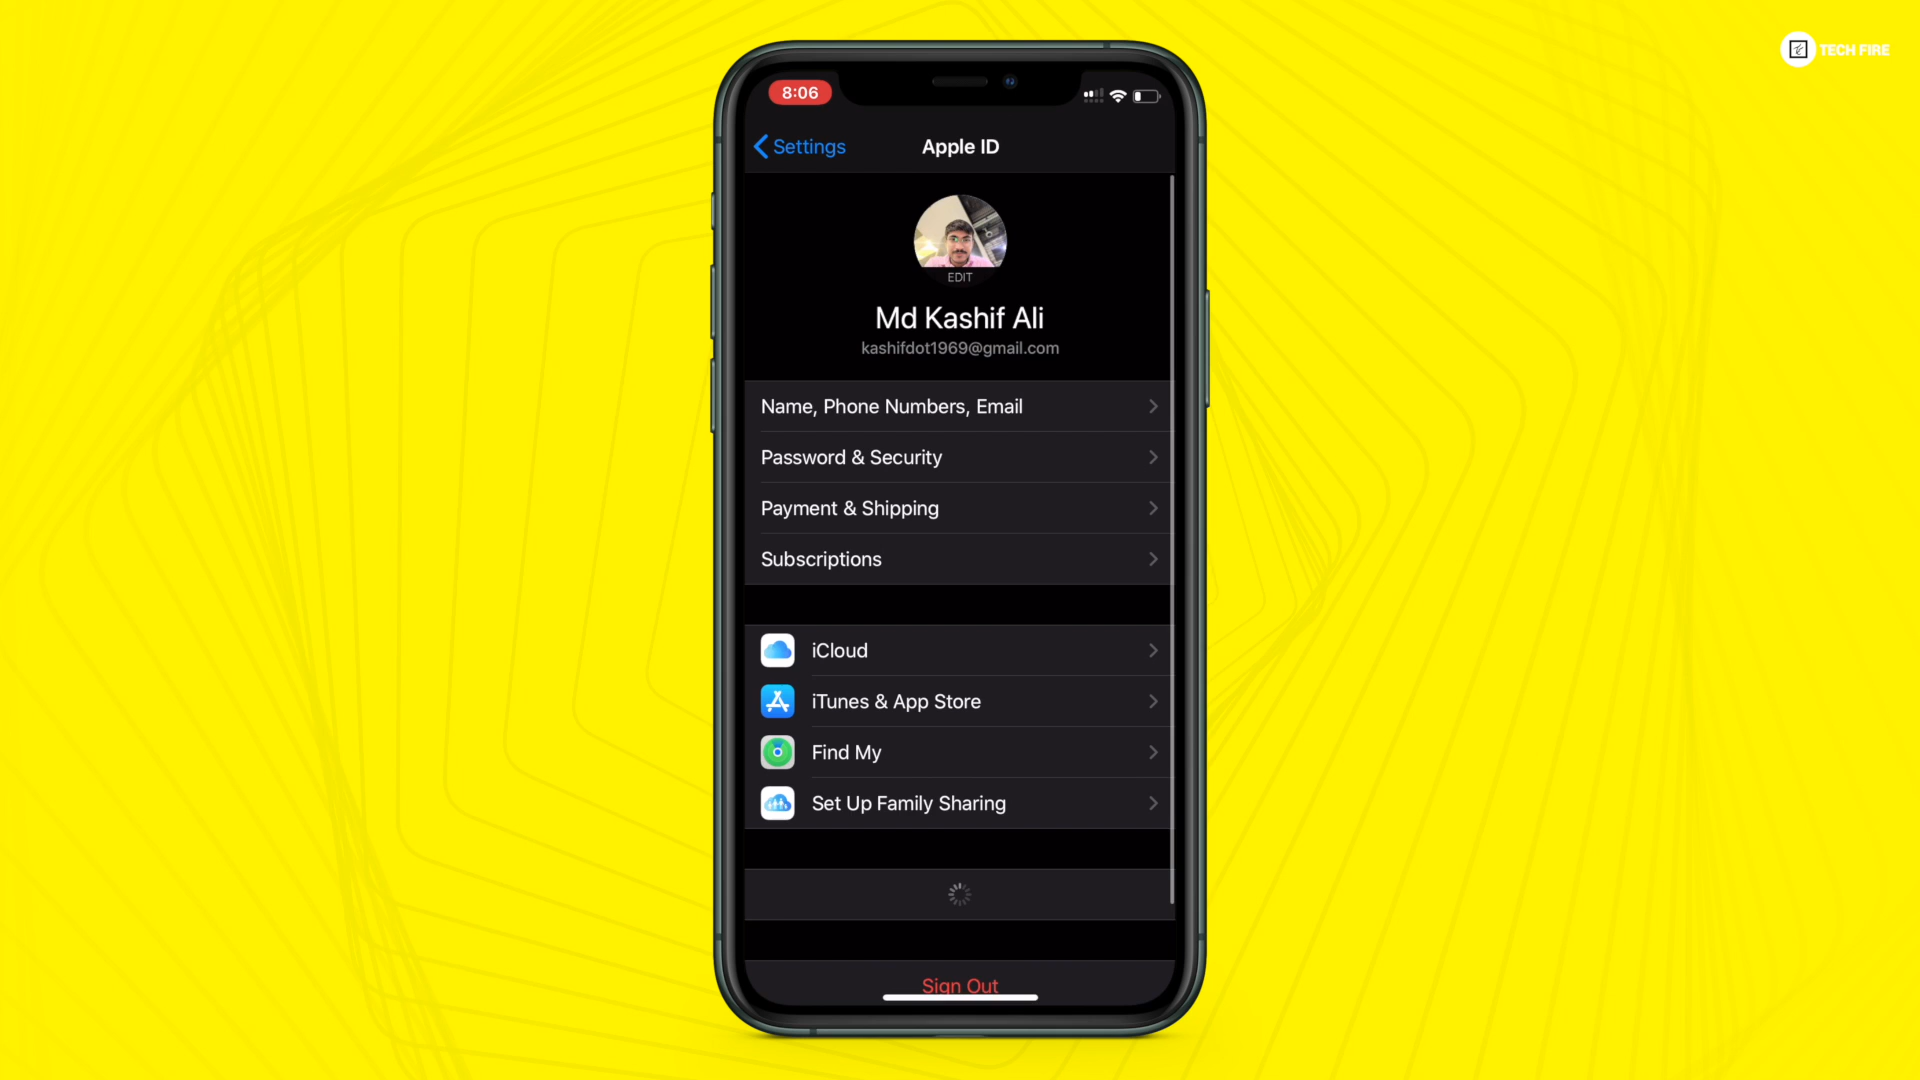 TECH FIRE
8:06
Settings
Apple ID
EDIT
Md Kashif Ali
kashifdot1969@gmail.com
Name, Phone Numbers, Email
Password & Security
Payment & Shipping
Subscriptions
iCloud
iTunes & App Store
Find My
Set Up Family Sharing
Sign Out